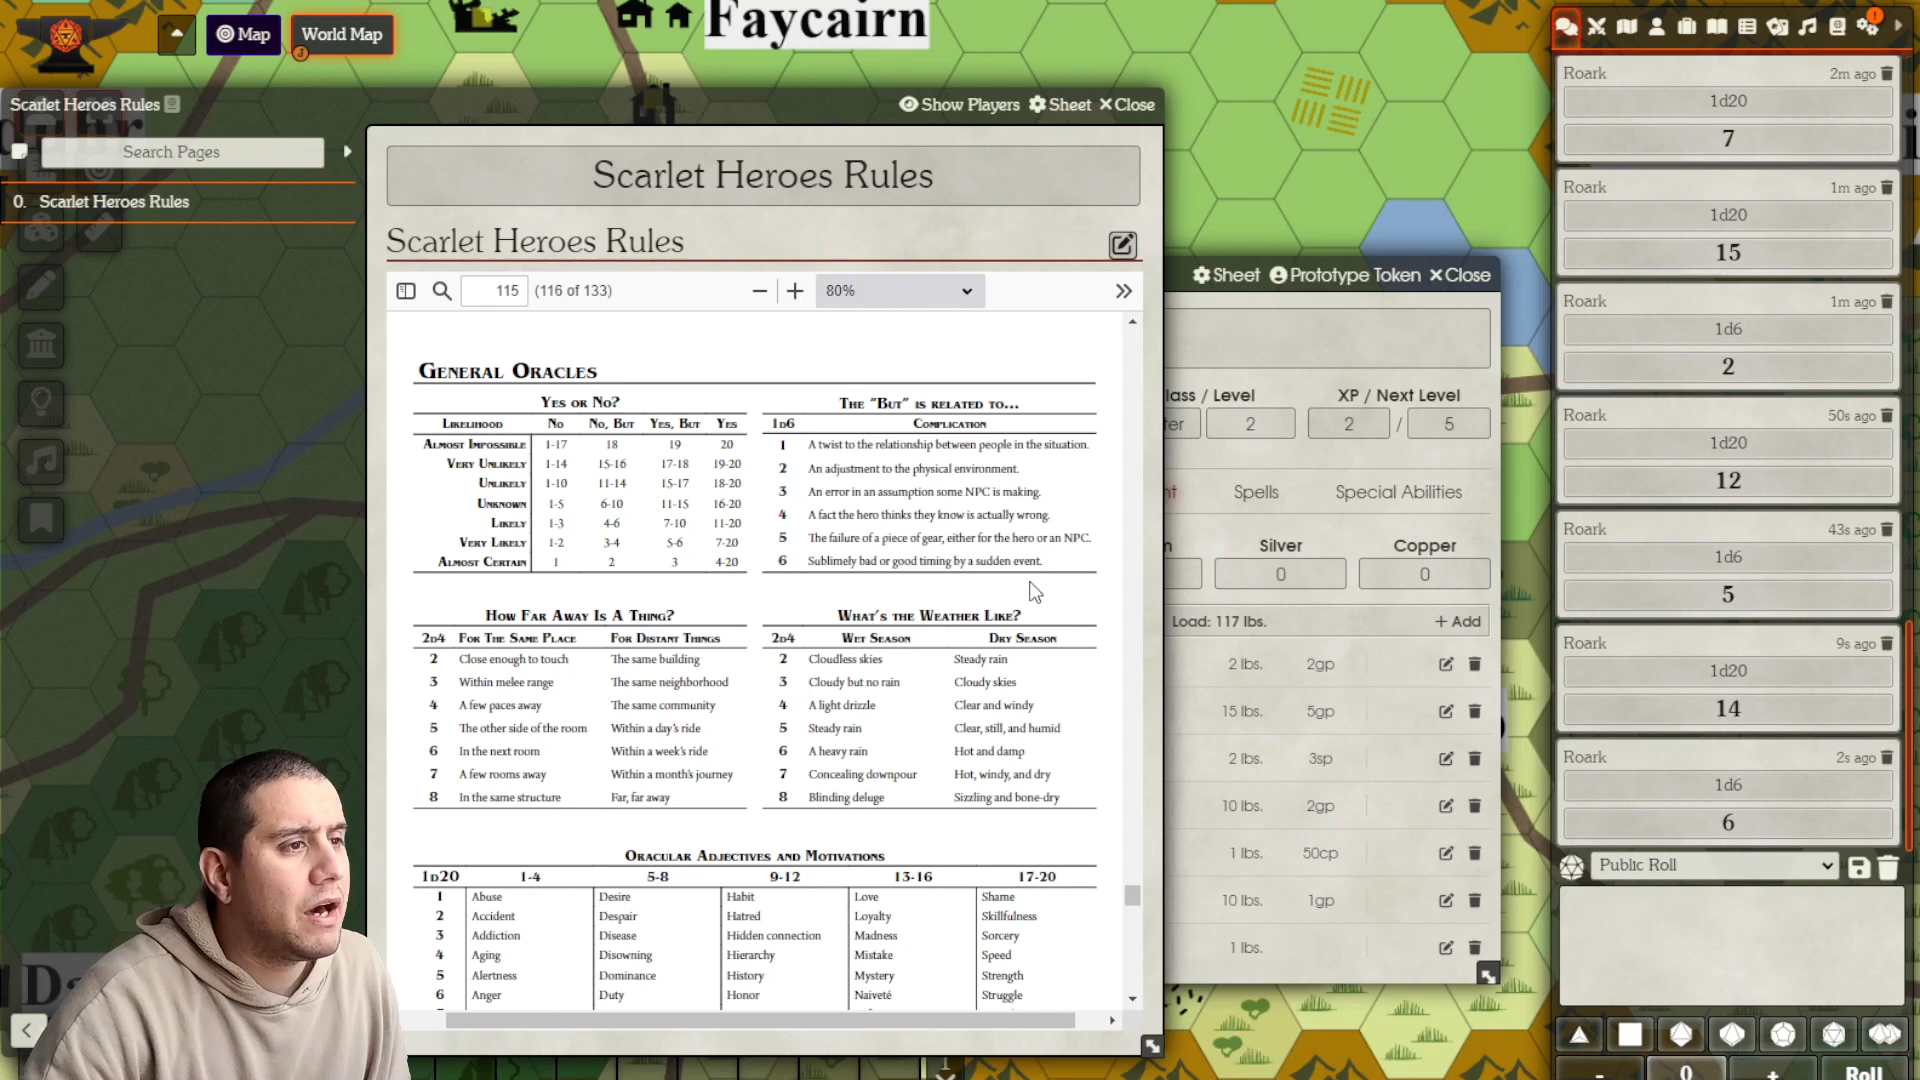 Faycairn
Map
World Map
J
Scarlet Heroes Rules
Show Players
Sheet
Close
Search Pages
0. Scarlet Heroes Rules
Scarlet Heroes Rules
Scarlet Heroes Rules
115
(116 of 133)
80%
GENERAL ORACLES
YES OR NO?
LIKELIHOOD NO NO, BUT YES, BUT YES
ALMOST IMPOSSIBLE 1-17 18 19 20
VERY UNLIKELY 1-14 15-16 17-18 19-20
UNLIKELY 1-10 11-14 15-17 18-20
UNKNOWN 1-5 6-10 11-15 16-20
LIKELY 1-3 4-6 7-10 11-20
VERY LIKELY 1-2 3-4 5-6 7-20
ALMOST CERTAIN 1 2 3 4-20
THE "BUT" IS RELATED TO...
1D6 COMPLICATION
1 A twist to the relationship between people in the situation.
2 An adjustment to the physical environment.
3 An error in an assumption some NPC is making.
4 A fact the hero thinks they know is actually wrong.
5 The failure of a piece of gear, either for the hero or an NPC.
6 Sublimely bad or good timing by a sudden event.
HOW FAR AWAY IS A THING?
2D4 FOR THE SAME PLACE FOR DISTANT THINGS
2 Close enough to touch The same building
3 Within melee range The same neighborhood
4 A few paces away The same community
5 The other side of the room Within a day's ride
6 In the next room Within a week's ride
7 A few rooms away Within a month's journey
8 In the same structure Far, far away
WHAT'S THE WEATHER LIKE?
2D4 WET SEASON DRY SEASON
2 Cloudless skies Steady rain
3 Cloudy but no rain Cloudy skies
4 A light drizzle Clear and windy
5 Steady rain Clear, still, and humid
6 A heavy rain Hot and damp
7 Concealing downpour Hot, windy, and dry
8 Blinding deluge Sizzling and bone-dry
ORACULAR ADJECTIVES AND MOTIVATIONS
1D20 1-4 5-8 9-12 13-16 17-20
1 Abuse Desire Habit Love Shame
2 Accident Despair Hatred Loyalty Skillfulness
3 Addiction Disease Hidden connection Madness Sorcery
4 Aging Disowning Hierarchy Mistake Speed
5 Alertness Dominance History Mystery Strength
6 Anger Duty Honor Naiveté Struggle
Sheet
Prototype Token
Close
lass / Level
XP / Next Level
ter 2
2 / 5
nt Spells Special Abilities
m Silver Copper
0 0
Load: 117 lbs.
+ Add
2 lbs. 2gp
15 lbs. 5gp
2 lbs. 3sp
10 lbs. 2gp
1 lbs. 50cp
10 lbs. 1gp
1 lbs.
Roark 2m ago
1d20
7
Roark 1m ago
1d20
15
Roark 1m ago
1d6
2
Roark 50s ago
1d20
12
Roark 43s ago
1d6
5
Roark 9s ago
1d20
14
Roark 2s ago
1d6
6
Public Roll
- 0 + Roll